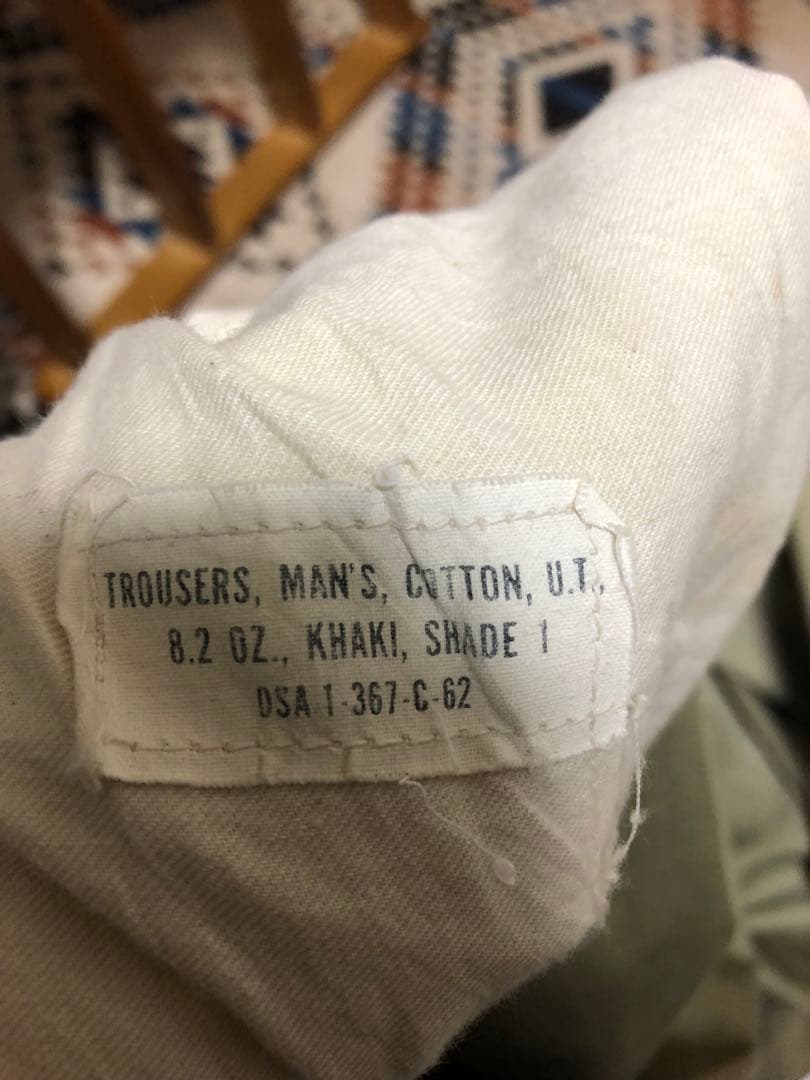 TROUSERS, MAN'S, COTTON, U.T.,
8.2 OZ., KHAKI, SHADE 1
DSA 1-367-C-62